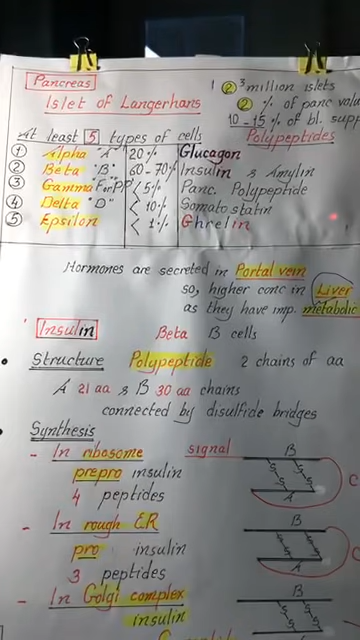 Pancreas
Islet of Langerhans
1 2 3 million islets
2 % of panc
10 - 15 % of bl.
At least 5 types of cells
Polypeptides
1 Alpha "A" 20% Glucagon
2 Beta "B" 60 - 70% Insulin & Amylin
3 Gamma "F or PP" < 5% Panc. Polypeptide
4 Delta "D" < 10% Somatostatin
5 Epsilon < 1% Ghrelin
Hormones are secreted in Portal vein
so, higher conc in Liver
as they have imp. metabolic
Insulin Beta B cells
• Structure Polypeptide 2 chains of aa
A 21 aa & B 30 aa chains
connected by disulfide bridges
• Synthesis
- In ribosome signal B
prepro insulin C
4 peptides A
- In rough E.R B
pro insulin C
3 peptides A
- In Golgi complex B
insulin